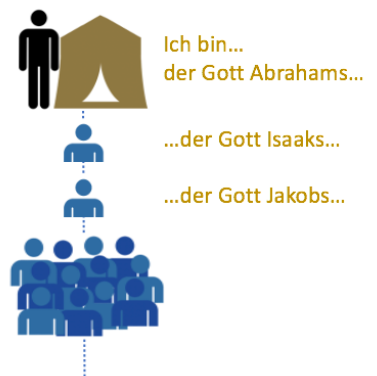 Ich bin…
der Gott Abrahams…
…der Gott Isaaks…
…der Gott Jakobs…